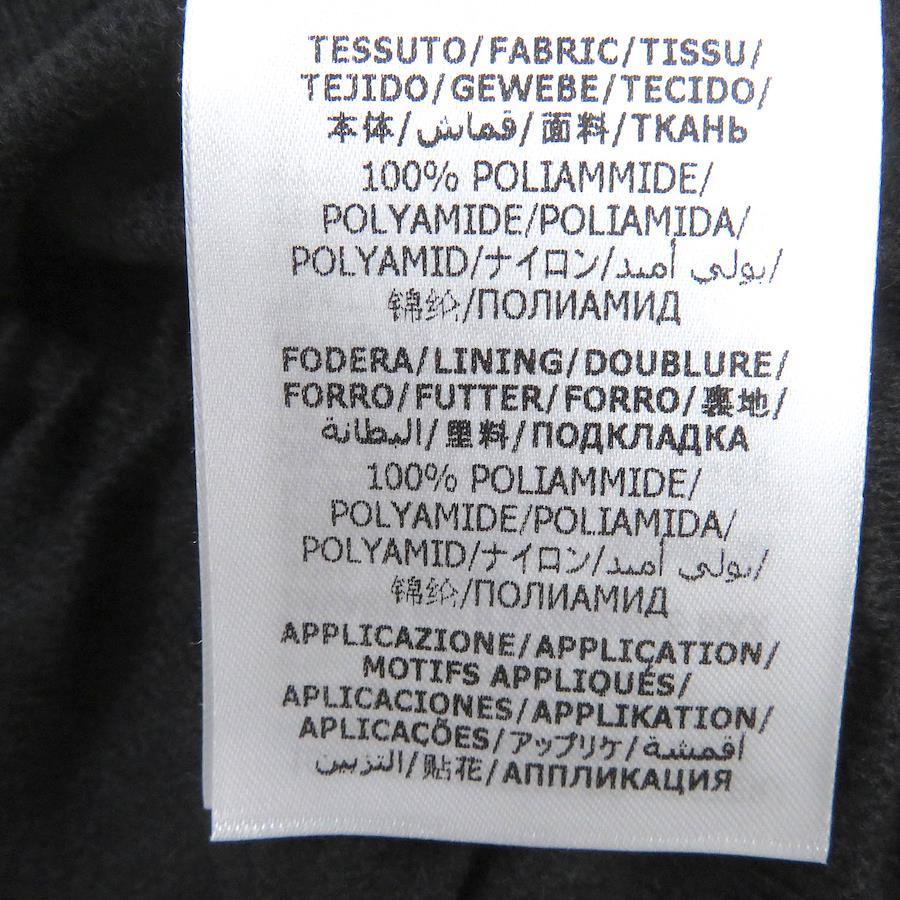 TESSUTO/FABRIC/TISSU/
TEJIDO/GEWEBE/TECIDO/
本体/قماش/面料/ТКАНЬ
100% POLIAMMIDE/
POLYAMIDE/POLIAMIDA/
POLYAMID/ナイロン/بولي أميد/
锦纶/ПОЛИАМИД
FODERA/LINING/DOUBLURE/
FORRO/FUTTER/FORRO/裏地/
البطانة/里料/ПОДКЛАДКА
100% POLIAMMIDE/
POLYAMIDE/POLIAMIDA/
POLYAMID/ナイロン/بولي أميد/
锦纶/ПОЛИАМИД
APPLICAZIONE/APPLICATION/
MOTIFS APPLIQUÉS/
APLICACIONES/APPLIKATION/
APLICAÇÕES/アップリケ/أقمشة
التزيين/贴花/АППЛИКАЦИЯ